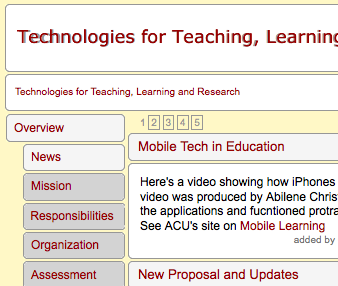 Technologies for Teaching, Learning
Technologies for Teaching, Learning and Research
Overview
News
Mission
Responsibilities
Organization
Assessment
1 2 3 4 5
Mobile Tech in Education
Here's a video showing how iPhones
video was produced by Abilene Chris
the applications and fucntioned protra
See ACU's site on Mobile Learning
added by
New Proposal and Updates